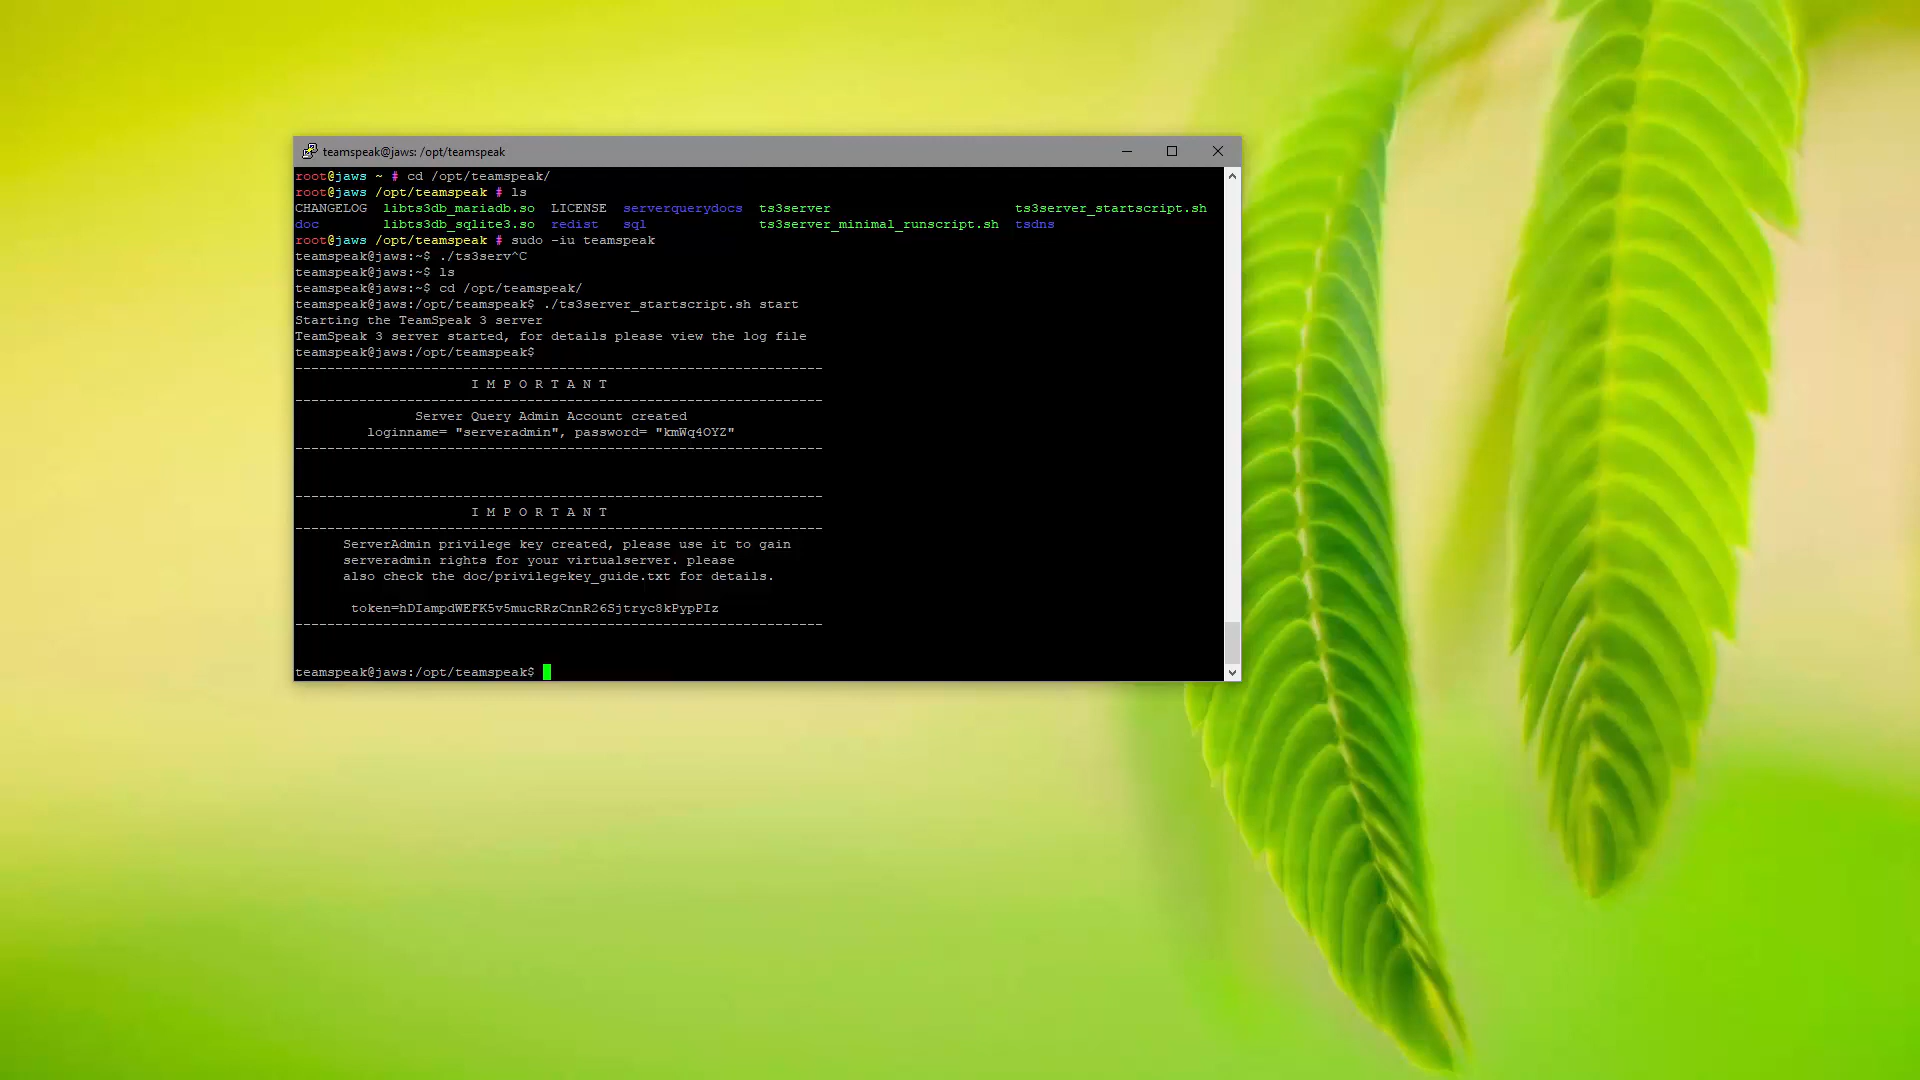 teamspeak@jaws: /opt/teamspeak
root@jaws ~ # cd /opt/teamspeak/
root@jaws /opt/teamspeak # ls
CHANGELOG  libts3db_mariadb.so  LICENSE  serverquerydocs  ts3server                     ts3server_startscript.sh
doc        libts3db_sqlite3.so  redist   sql              ts3server_minimal_runscript.sh  tsdns
root@jaws /opt/teamspeak # sudo -iu teamspeak
teamspeak@jaws:~$ ./ts3serv^C
teamspeak@jaws:~$ ls
teamspeak@jaws:~$ cd /opt/teamspeak/
teamspeak@jaws:/opt/teamspeak$ ./ts3server_startscript.sh start
Starting the TeamSpeak 3 server
TeamSpeak 3 server started, for details please view the log file
teamspeak@jaws:/opt/teamspeak$
------------------------------------------------------------------
                      I M P O R T A N T
------------------------------------------------------------------
               Server Query Admin Account created
         loginname= "serveradmin", password= "kmWq4OYZ"
------------------------------------------------------------------
------------------------------------------------------------------
                      I M P O R T A N T
------------------------------------------------------------------
      ServerAdmin privilege key created, please use it to gain
      serveradmin rights for your virtualserver. please
      also check the doc/privilegekey_guide.txt for details.
       token=hDIampdWEFK5v5mucRRzCnnR26Sjtryc8kPypPIz
------------------------------------------------------------------
teamspeak@jaws:/opt/teamspeak$